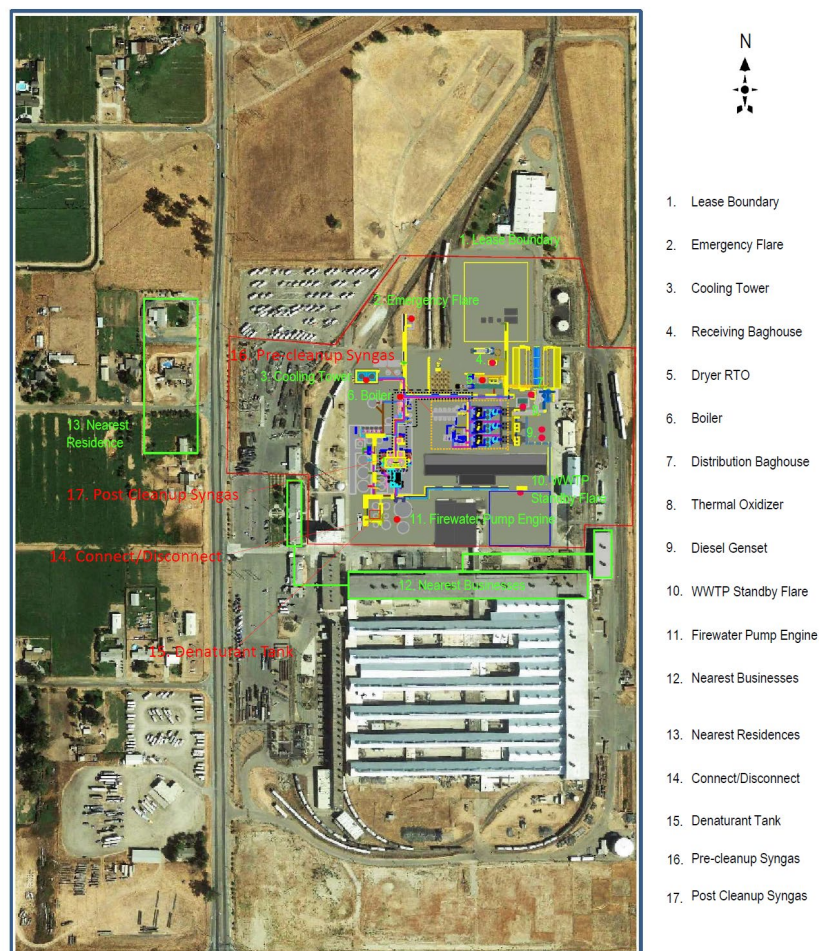 N
1. Lease Boundary
2. Emergency Flare
16. Pre-cleanup Syngas
4.
3. Cooling Tower
5.
6. Boiler
13. Nearest
Residence
9.
17. Post Cleanup Syngas
10. WWTP
Standby Flare
11. Firewater Pump Engine
14. Connect/Disconnect
12. Nearest Businesses
15. Denaturant Tank
1. Lease Boundary
2. Emergency Flare
3. Cooling Tower
4. Receiving Baghouse
5. Dryer RTO
6. Boiler
7. Distribution Baghouse
8. Thermal Oxidizer
9. Diesel Genset
10. WWTP Standby Flare
11. Firewater Pump Engine
12. Nearest Businesses
13. Nearest Residences
14. Connect/Disconnect
15. Denaturant Tank
16. Pre-cleanup Syngas
17. Post Cleanup Syngas